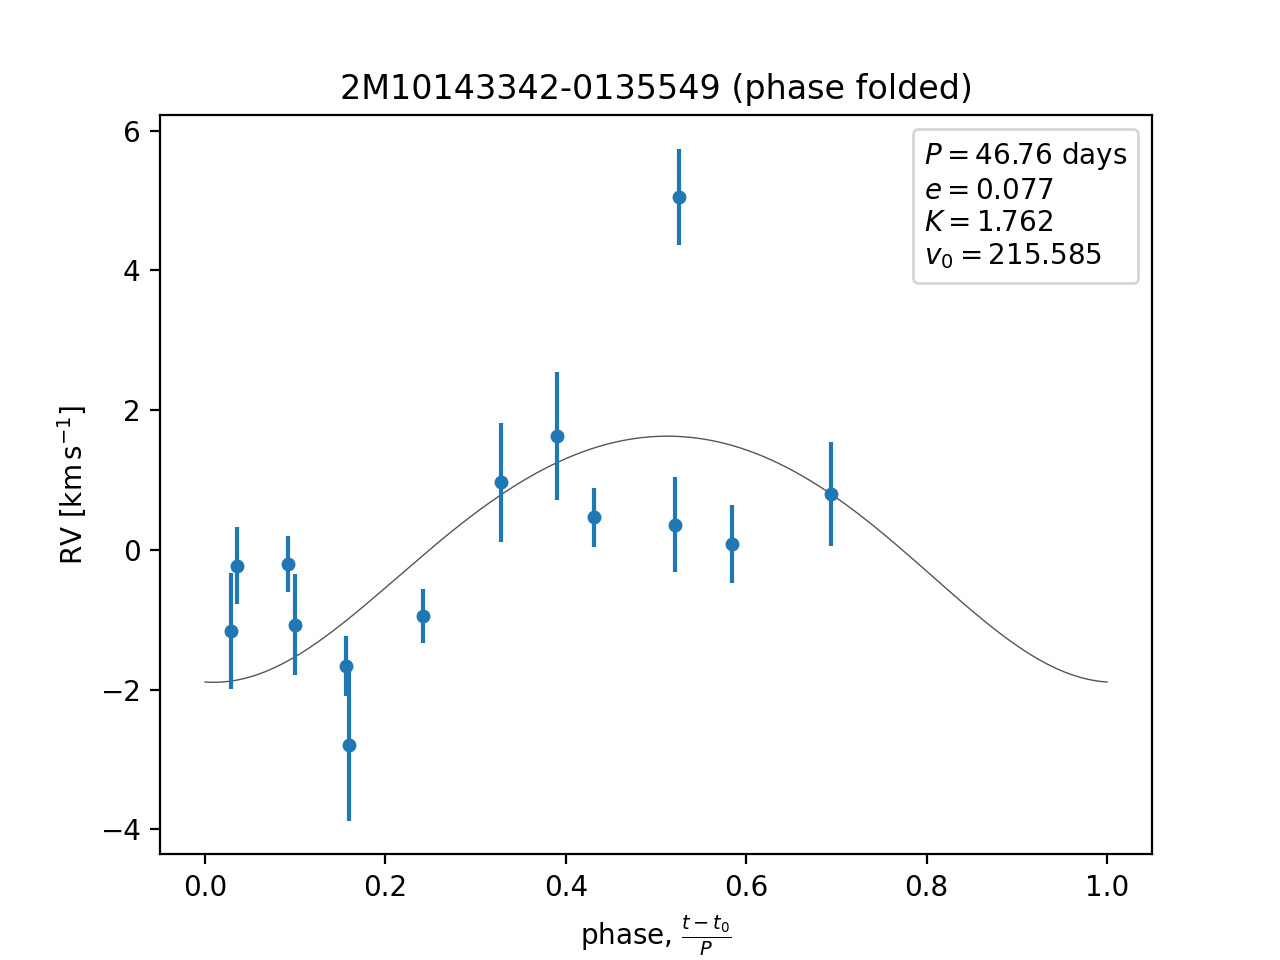 2M10143342-0135549 (phase folded)
P = 46.76 days
e = 0.077
K = 1.762
v₀ = 215.585
6
4
2
0
−2
−4
RV [km s⁻¹]
0.0 0.2 0.4 0.6 0.8 1.0
phase, (t − t₀)/P